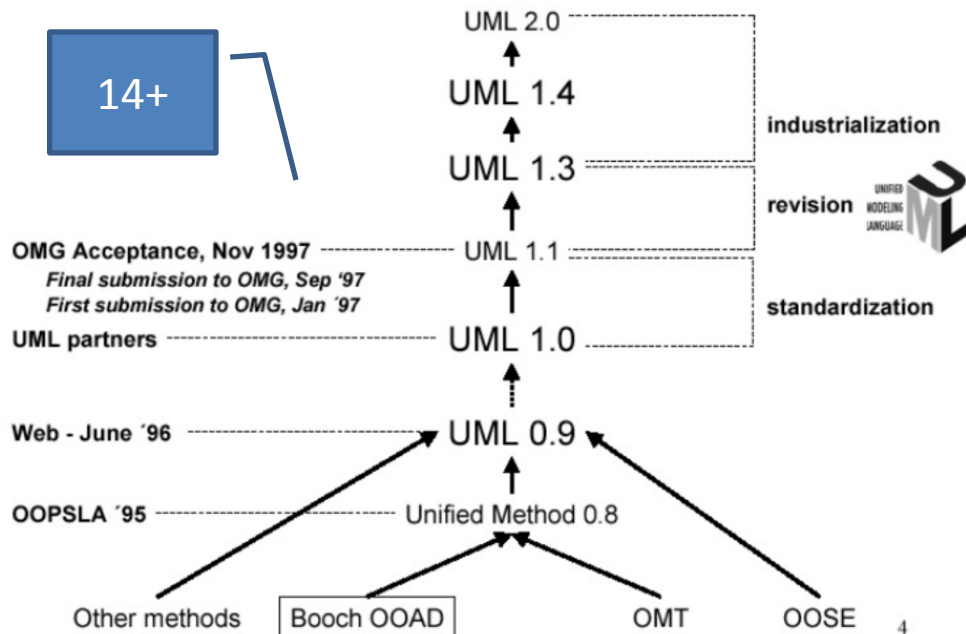 UML 2.0
14+
UML 1.4
industrialization
UML 1.3
UNIFIED
MODELING
LANGUAGE
UML
revision
OMG Acceptance, Nov 1997
UML 1.1
Final submission to OMG, Sep ‘97
First submission to OMG, Jan ‘97
standardization
UML partners
UML 1.0
Web - June ´96
UML 0.9
OOPSLA ´95
Unified Method 0.8
Other methods
Booch OOAD
OMT
OOSE
4